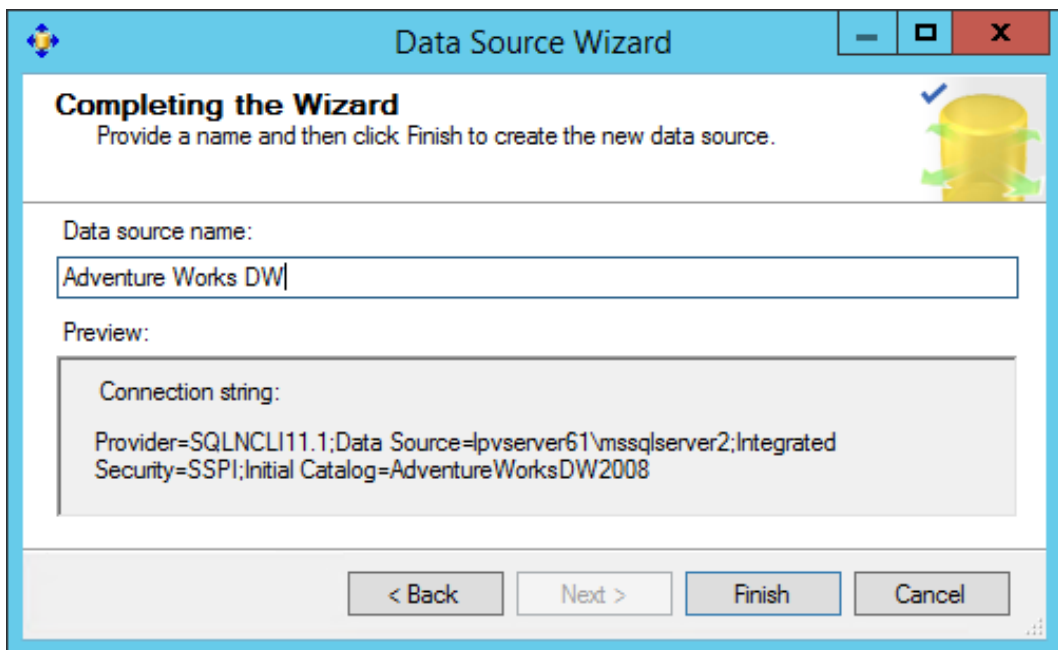 Data Source Wizard
Completing the Wizard
Provide a name and then click Finish to create the new data source.
Data source name:
Adventure Works DW
Preview:
Connection string:
Provider=SQLNCLI11.1;Data Source=lpvserver61\mssqlserver2;Integrated
Security=SSPI;Initial Catalog=AdventureWorksDW2008
< Back
Next >
Finish
Cancel